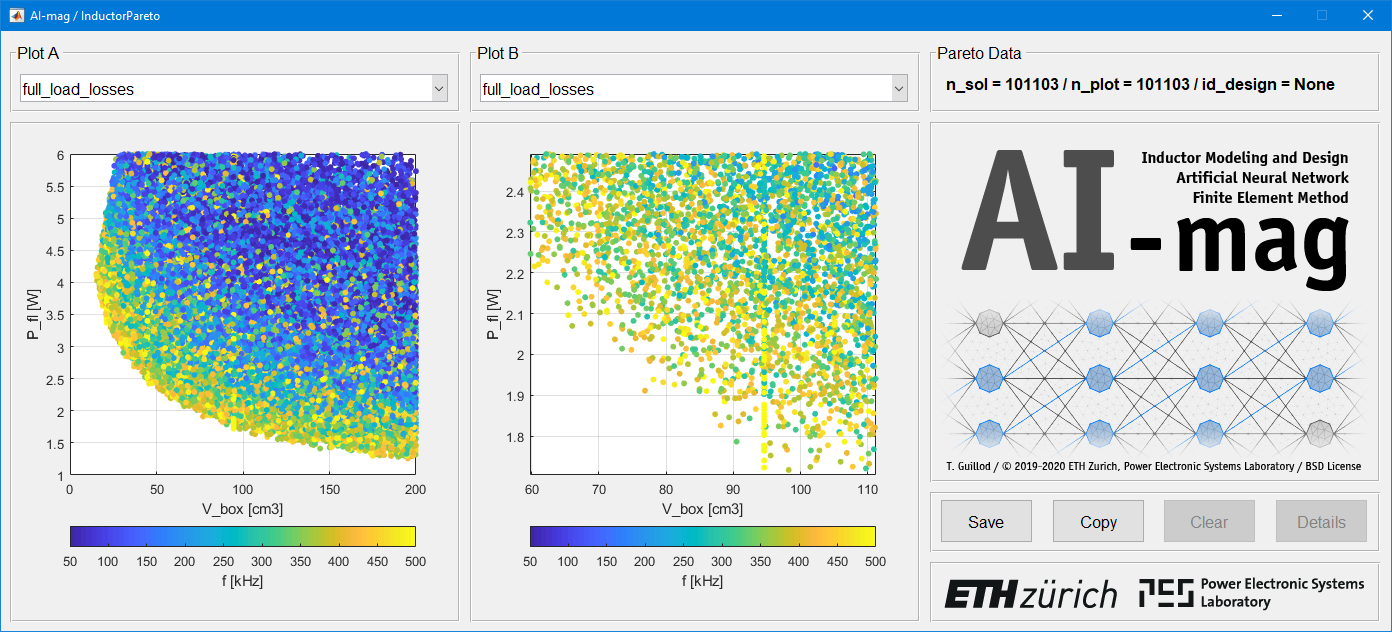 AI-mag / InductorPareto
Plot A
full_load_losses
6
5.5
5
4.5
4
3.5
3
2.5
2
1.5
1
P_fl [W]
0 50 100 150 200
V_box [cm3]
50 100 150 200 250 300 350 400 450 500
f [kHz]
Plot B
full_load_losses
2.4
2.3
2.2
2.1
2
1.9
1.8
P_fl [W]
60 70 80 90 100 110
V_box [cm3]
50 100 150 200 250 300 350 400 450 500
f [kHz]
Pareto Data
n_sol = 101103 / n_plot = 101103 / id_design = None
Inductor Modeling and Design
Artificial Neural Network
Finite Element Method
AI-mag
T. Guillod / © 2019-2020 ETH Zurich, Power Electronic Systems Laboratory / BSD License
Save Copy Clear Details
ETH zürich PES Power Electronic Systems
Laboratory